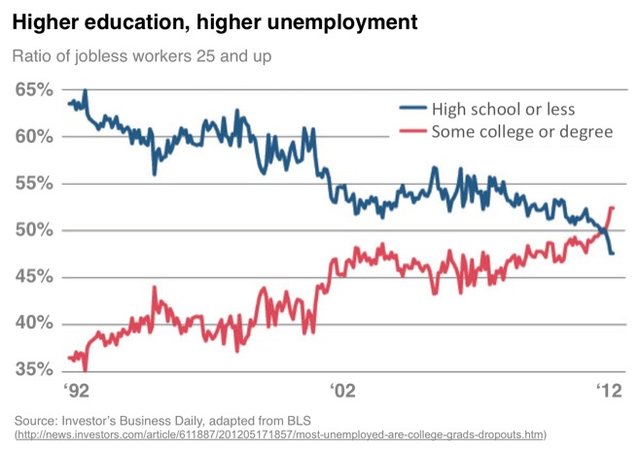 Higher education, higher unemployment
Ratio of jobless workers 25 and up
65%
High school or less
60%
Some college or degree
55%
50%
45%
40%
35%
‘92 ‘02 ‘12
Source: Investor’s Business Daily, adapted from BLS
(http://news.investors.com/article/611887/201205171857/most-unemployed-are-college-grads-dropouts.htm)